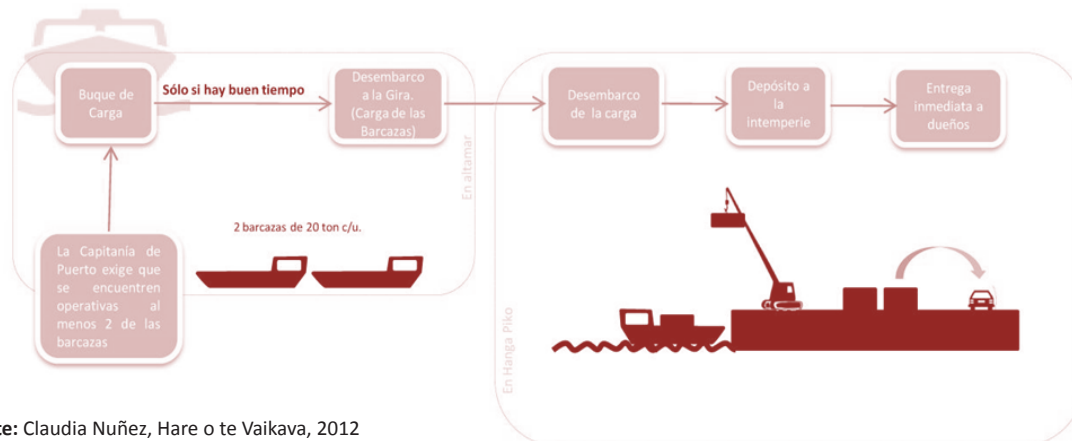 Buque de
Carga
Sólo si hay buen tiempo
Desembarco
a la Gira.
(Carga de las
Barcazas)
Desembarco
de la carga
Depósito a
la
intemperie
Entrega
inmediata a
dueños
En altamar
2 barcazas de 20 ton c/u.
La Capitanía de
Puerto exige que
se encuentren
operativas al
menos 2 de las
barcazas
En Hanga Piko
te: Claudia Nuñez, Hare o te Vaikava, 2012